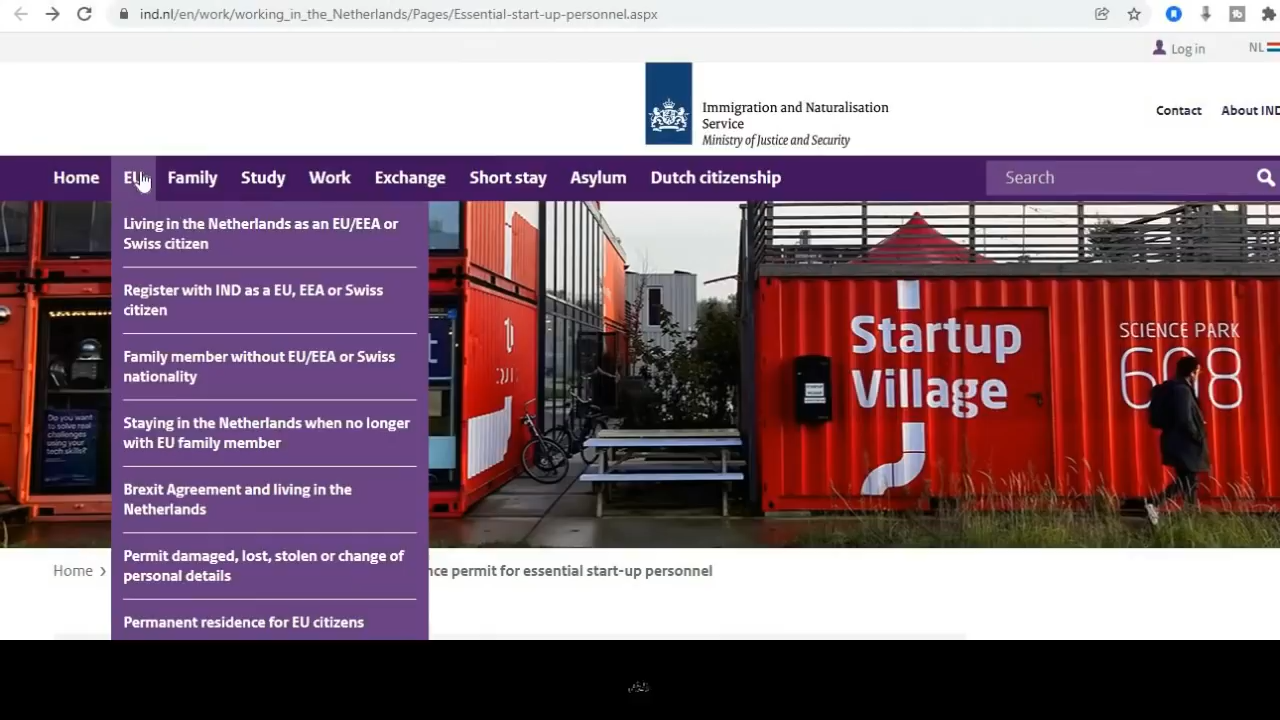 ind.nl/en/work/working_in_the_Netherlands/Pages/Essential-start-up-personnel.aspx
Log in
NL
Immigration and Naturalisation
Service
Ministry of Justice and Security
Contact
About IND
Home
EU
Family
Study
Work
Exchange
Short stay
Asylum
Dutch citizenship
Search
Living in the Netherlands as an EU/EEA or
Swiss citizen
Register with IND as a EU, EEA or Swiss
citizen
Family member without EU/EEA or Swiss
nationality
Staying in the Netherlands when no longer
with EU family member
Brexit Agreement and living in the
Netherlands
Permit damaged, lost, stolen or change of
personal details
Permanent residence for EU citizens
Do you want
to solve real
challenges
using your
tech skills?
Startup
Village
SCIENCE PARK
608
Home
permit for essential start-up personnel